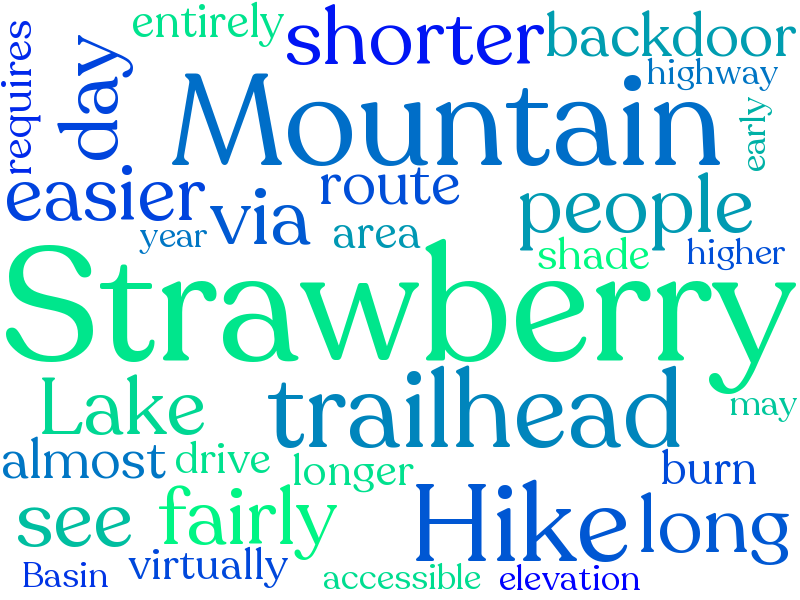 entirely
shorter
backdoor
requires
day
highway
Mountain
early
easier
via
route
people
year
area
shade
higher
Strawberry
Lake
trailhead
may
almost
drive
longer
burn
see
fairly
Hike
long
Basin
virtually
accessible
elevation